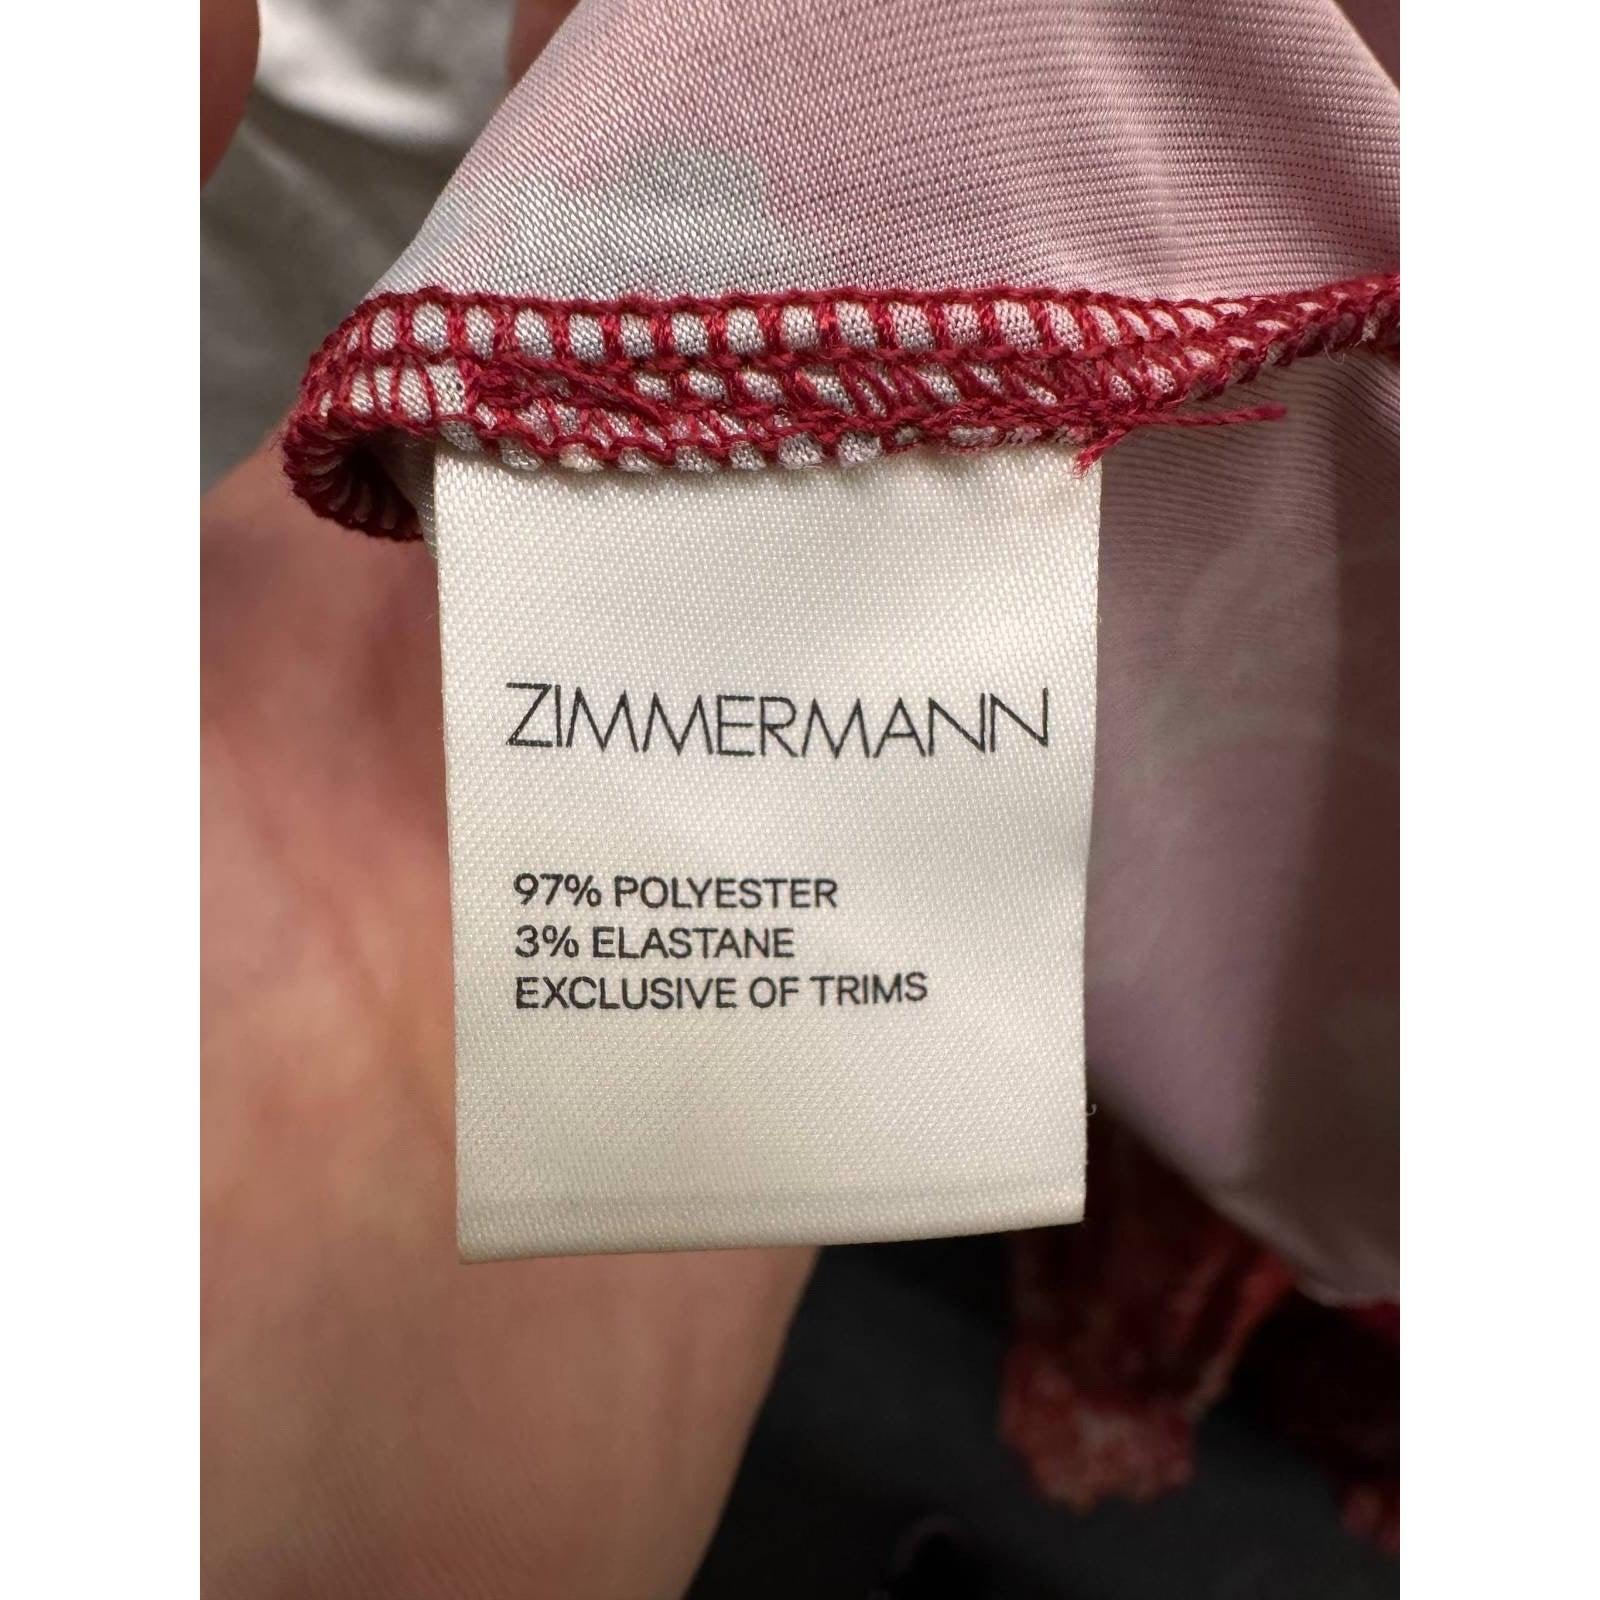 ZIMMERMANN
97% POLYESTER
3% ELASTANE
EXCLUSIVE OF TRIMS